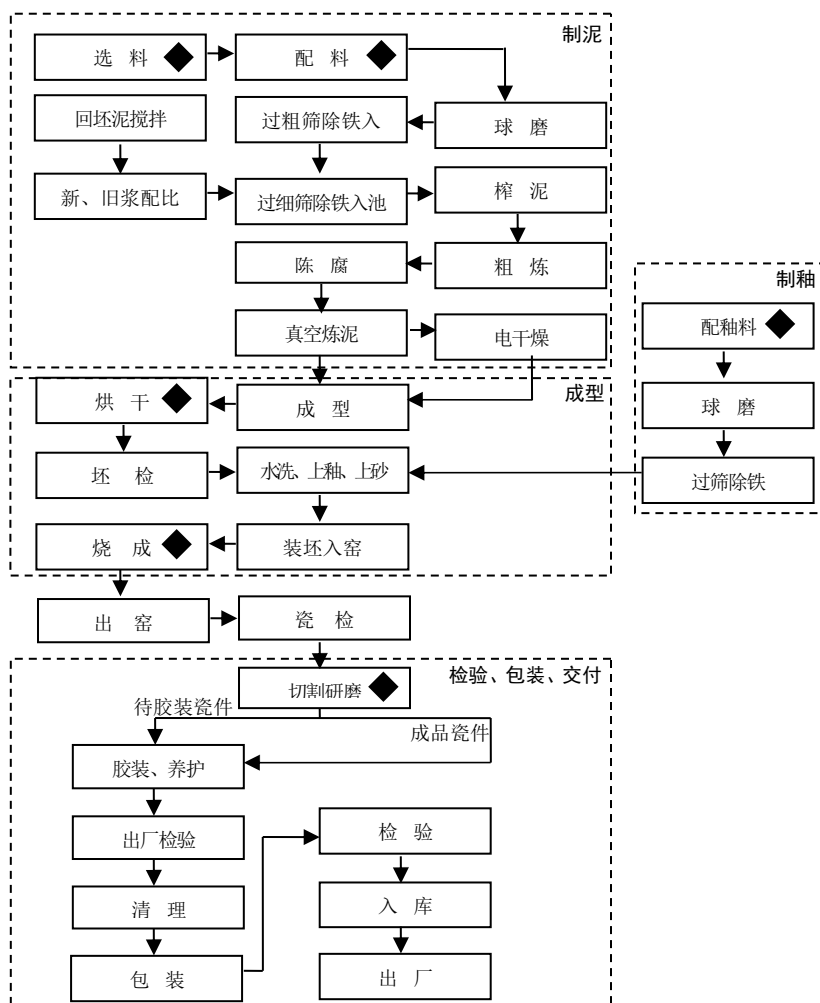 制泥
选 料
配 料
回坯泥搅拌
过粗筛除铁入
球 磨
新、旧浆配比
过细筛除铁入池
榨 泥
陈 腐
粗 炼
真空炼泥
电干燥
制釉
配釉料
球 磨
过筛除铁
成型
烘 干
成 型
坯 检
水洗、上釉、上砂
烧 成
装坯入窑
出 窑
瓷 检
检验、包装、交付
切割研磨
待胶装瓷件
成品瓷件
胶装、养护
出厂检验
清 理
包 装
检 验
入 库
出 厂